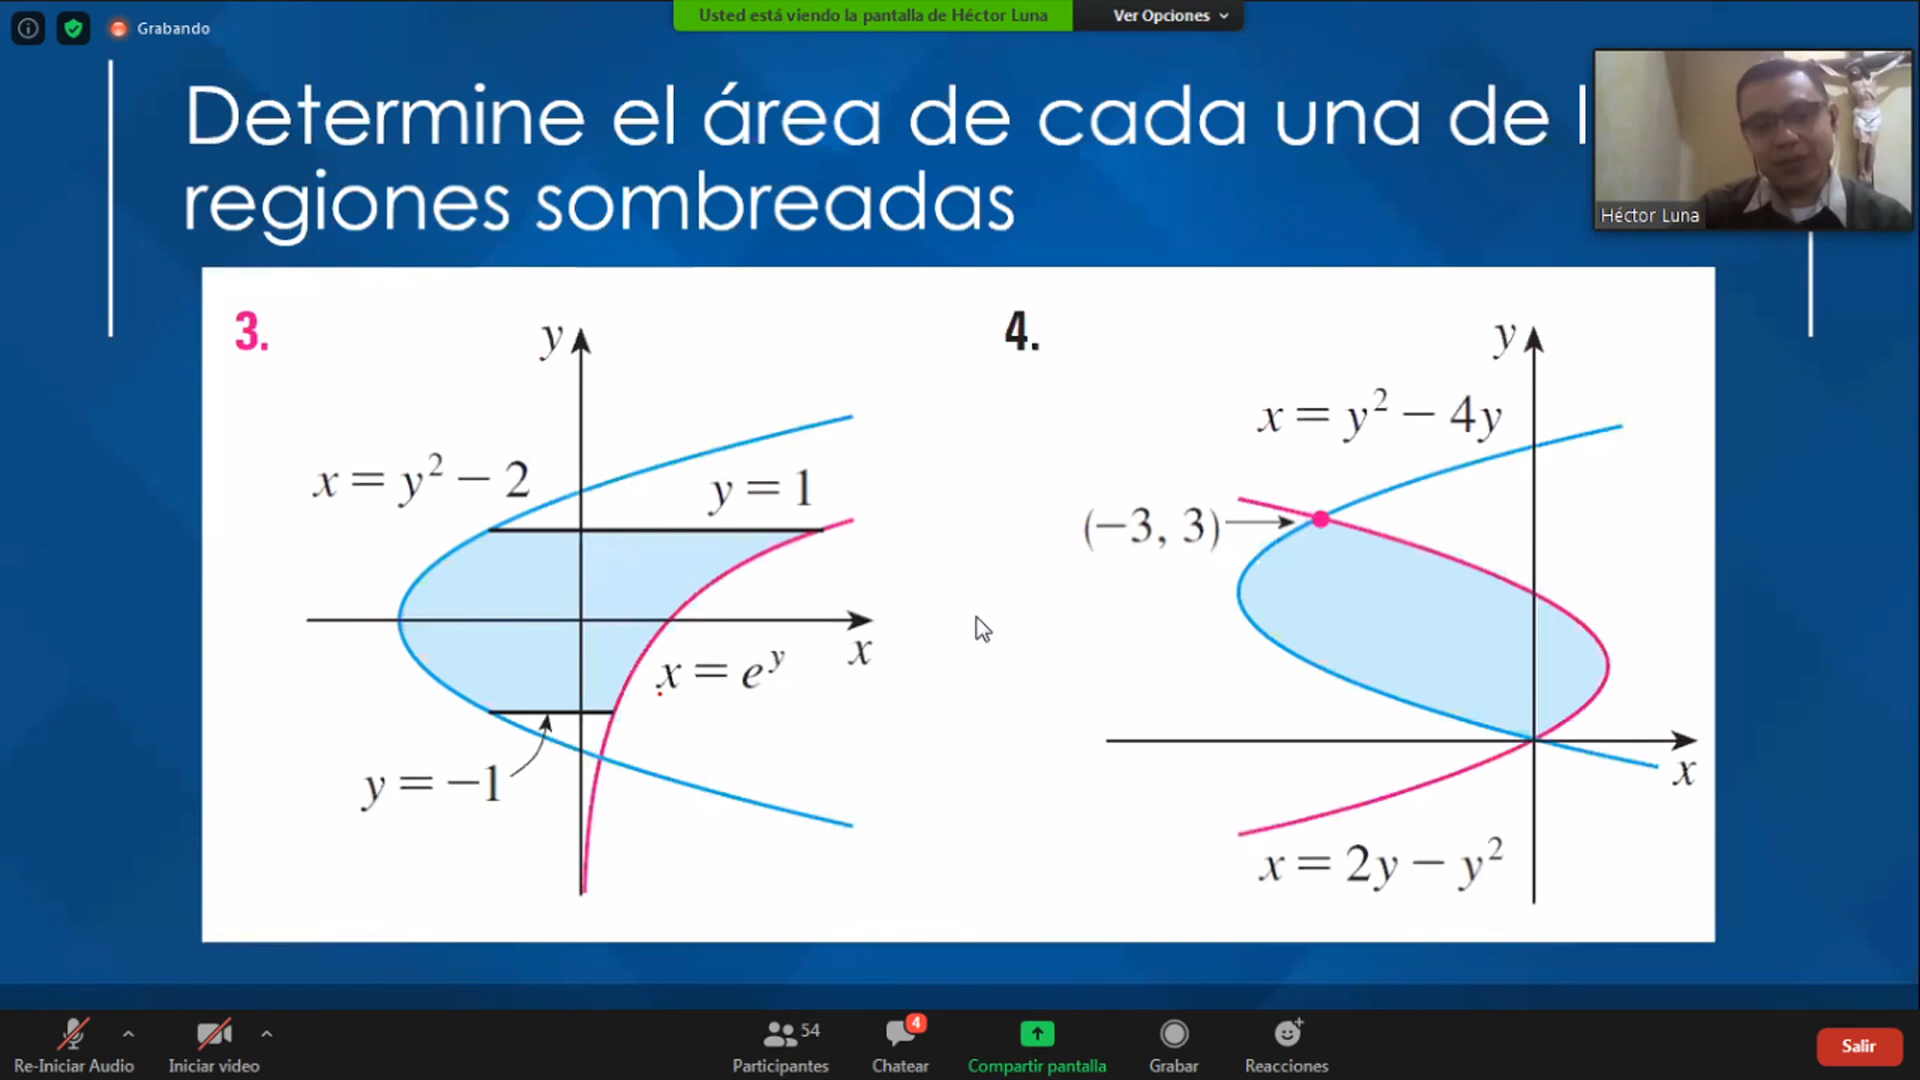 Grabando
Usted está viendo la pantalla de Héctor Luna
Ver Opciones
Determine el área de cada una de l
regiones sombreadas
Héctor Luna
3.
y
x = y² − 2
y = 1
x
x = eʸ
y = −1
4.
y
x = y² − 4y
(−3, 3)
x
x = 2y − y²
Re-Iniciar Audio
Iniciar video
54
Participantes
4
Chatear
Compartir pantalla
Grabar
Reacciones
Salir